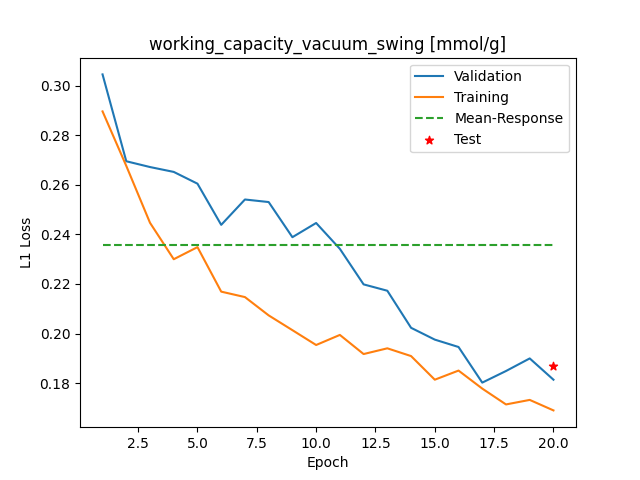 working_capacity_vacuum_swing [mmol/g]
Validation
Training
Mean-Response
Test
L1 Loss
0.30
0.28
0.26
0.24
0.22
0.20
0.18
2.5 5.0 7.5 10.0 12.5 15.0 17.5 20.0
Epoch